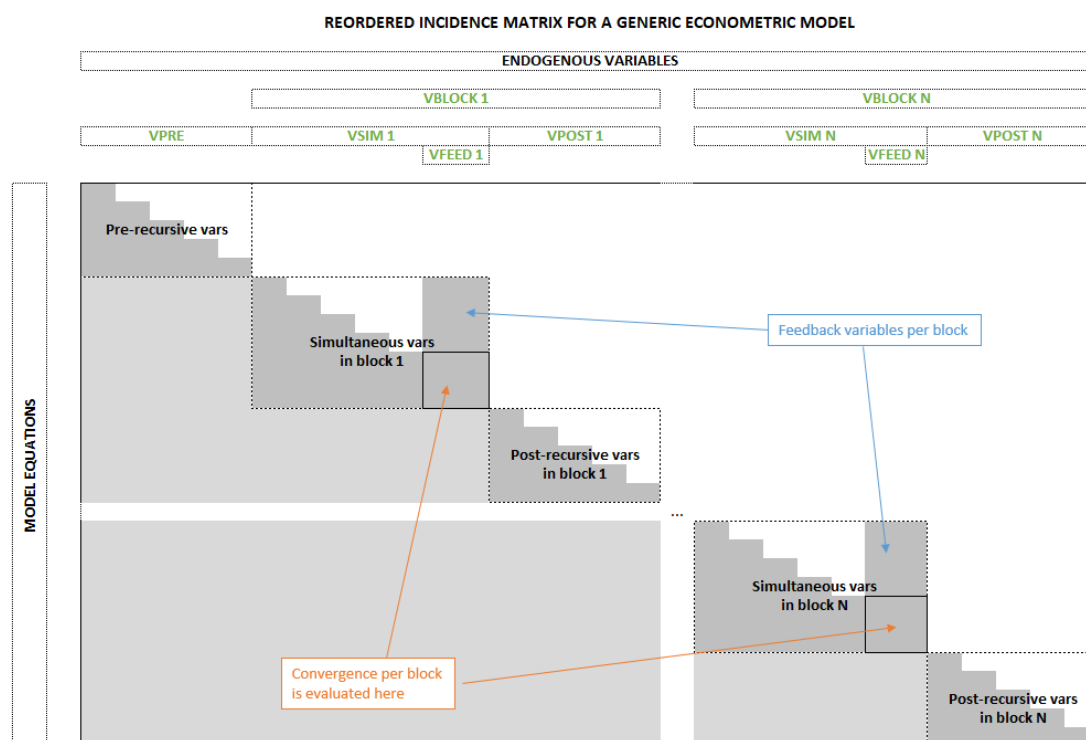 REORDERED INCIDENCE MATRIX FOR A GENERIC ECONOMETRIC MODEL
ENDOGENOUS VARIABLES
VBLOCK 1
VBLOCK N
VPRE
VSIM 1
VPOST 1
VSIM N
VPOST N
VFEED 1
VFEED N
MODEL EQUATIONS
Pre-recursive vars
Simultaneous vars
in block 1
Feedback variables per block
Post-recursive vars
in block 1
...
Simultaneous vars
in block N
Convergence per block
is evaluated here
Post-recursive vars
in block N